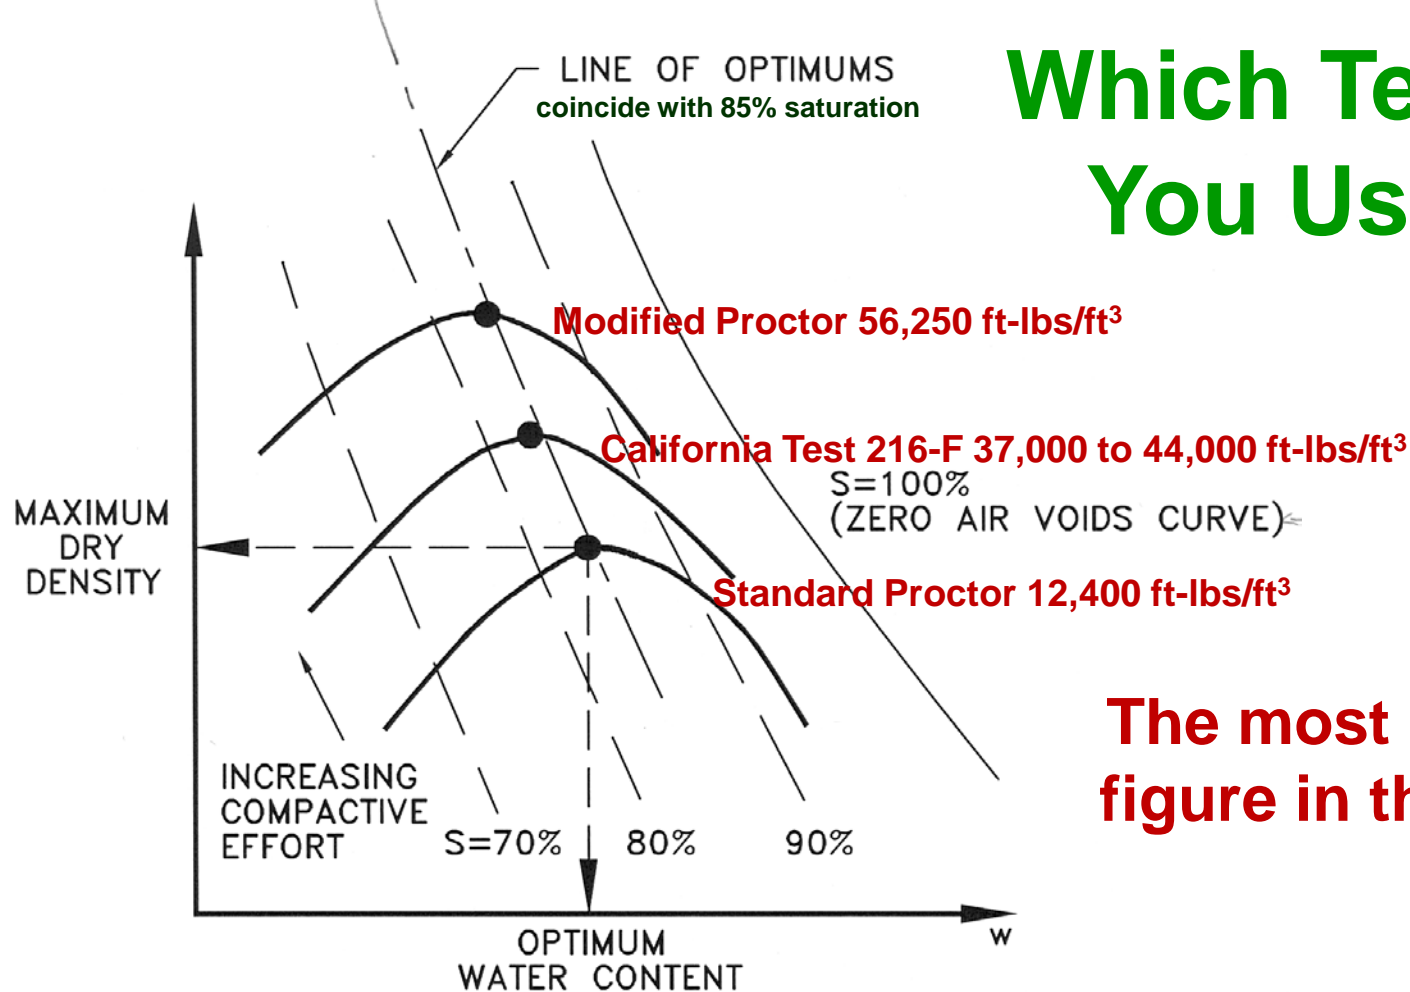 LINE OF OPTIMUMS
coincide with 85% saturation
Which Te
You Us
Modified Proctor 56,250 ft-lbs/ft³
California Test 216-F 37,000 to 44,000 ft-lbs/ft³
S=100%
(ZERO AIR VOIDS CURVE)
MAXIMUM
DRY
DENSITY
Standard Proctor 12,400 ft-lbs/ft³
The most
figure in th
INCREASING
COMPACTIVE
EFFORT
S=70%
80%
90%
w
OPTIMUM
WATER CONTENT